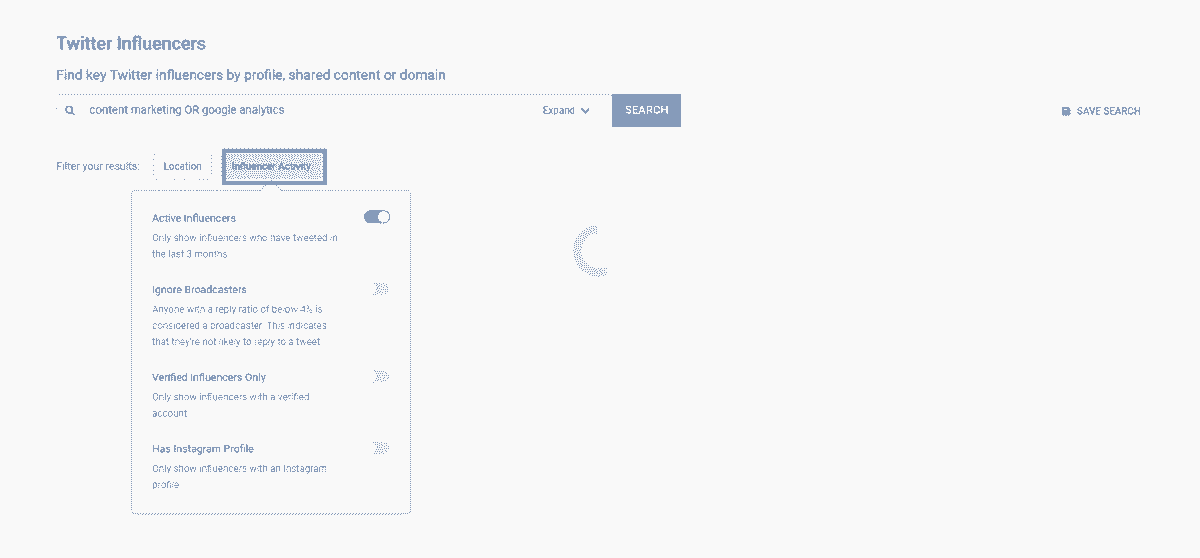 Twitter Influencers
Find key Twitter influencers by profile, shared content or domain
content marketing OR google analytics
Expand
SEARCH
SAVE SEARCH
Filter your results:
Location
Influencer Activity
Active Influencers
Only show influencers who have tweeted in
the last 3 months
Ignore Broadcasters
Anyone with a reply ratio of below 4% is
considered a broadcaster. This indicates
that they're not likely to reply to a tweet
Verified Influencers Only
Only show influencers with a verified
account
Has Instagram Profile
Only show influencers with an Instagram
profile